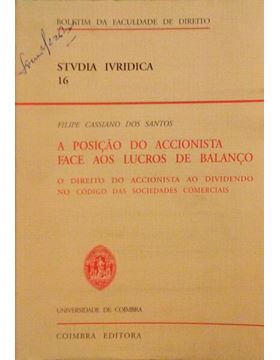 BOLETIM DA FACULDADE DE DIREITO
STVDIA IVRIDICA
16
FILIPE CASSIANO DOS SANTOS
A POSIÇÃO DO ACCIONISTA
FACE AOS LUCROS DE BALANÇO
O DIREITO DO ACCIONISTA AO DIVIDENDO
NO CÓDIGO DAS SOCIEDADES COMERCIAIS
UNIVERSIDADE DE COIMBRA
COIMBRA EDITORA